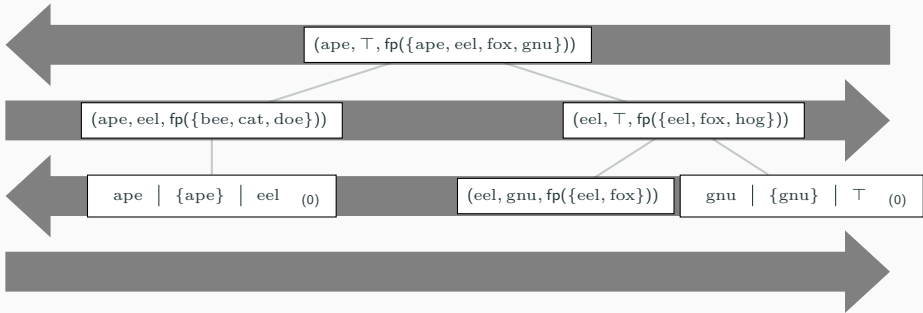 (ape, ⊤, fp({ape, eel, fox, gnu}))
(ape, eel, fp({bee, cat, doe}))
(eel, ⊤, fp({eel, fox, hog}))
ape | {ape} | eel (0)
(eel, gnu, fp({eel, fox}))
gnu | {gnu} | ⊤ (0)